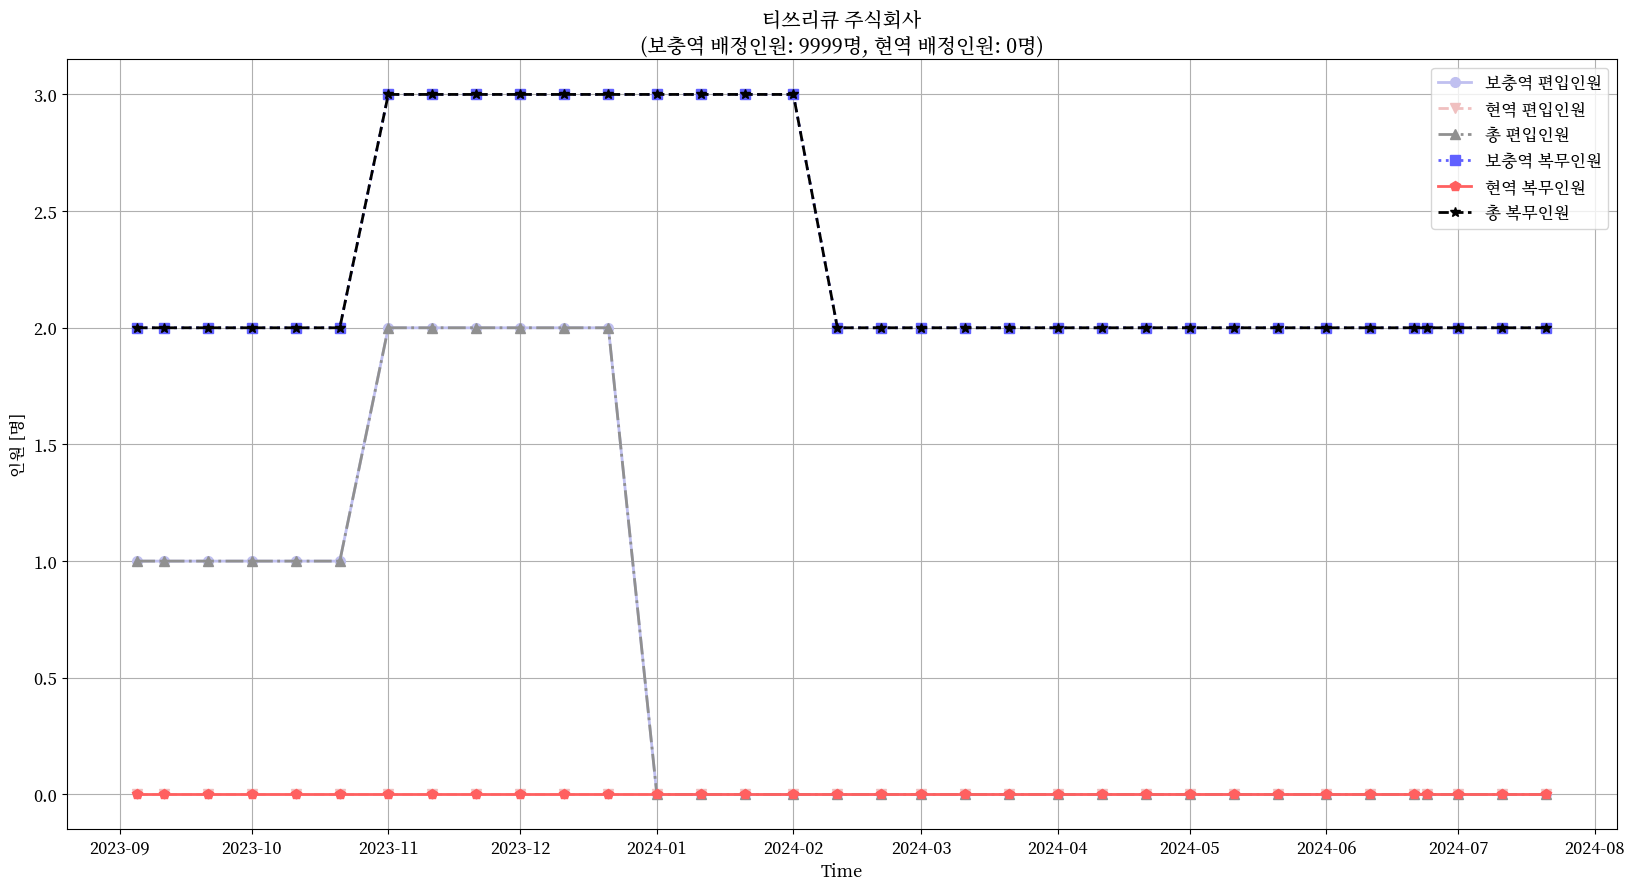 티쓰리큐 주식회사
(보충역 배정인원: 9999명, 현역 배정인원: 0명)
보충역 편입인원
현역 편입인원
총 편입인원
보충역 복무인원
현역 복무인원
총 복무인원
인원 [명]
3.0
2.5
2.0
1.5
1.0
0.5
0.0
2023-09 2023-10 2023-11 2023-12 2024-01 2024-02 2024-03 2024-04 2024-05 2024-06 2024-07 2024-08
Time